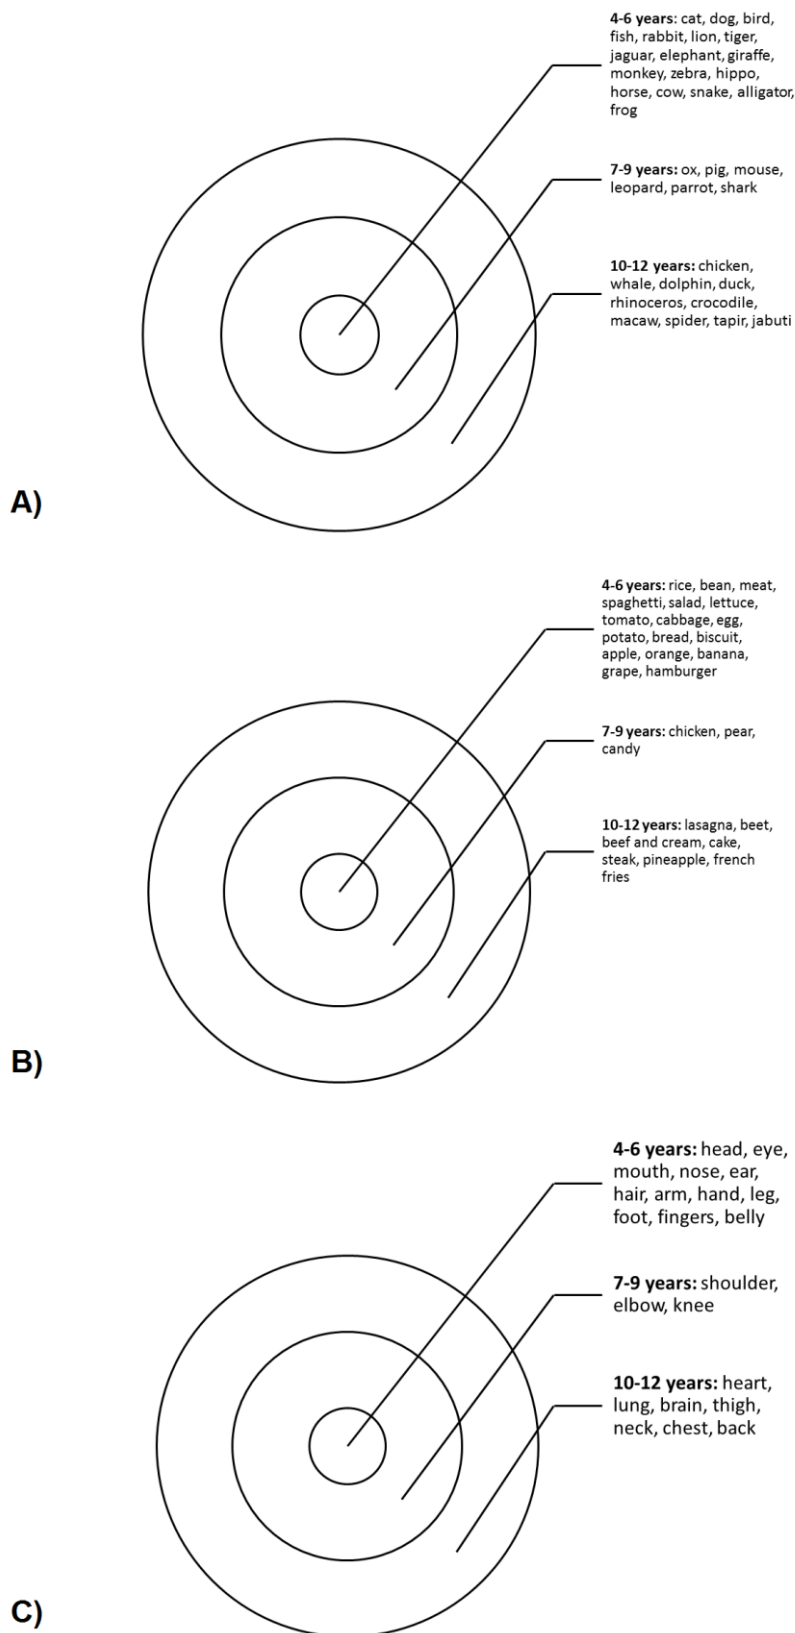 4-6 years: cat, dog, bird,
fish, rabbit, lion, tiger,
jaguar, elephant, giraffe,
monkey, zebra, hippo,
horse, cow, snake, alligator,
frog
7-9 years: ox, pig, mouse,
leopard, parrot, shark
10-12 years: chicken,
whale, dolphin, duck,
rhinoceros, crocodile,
macaw, spider, tapir, jabuti
A)
4-6 years: rice, bean, meat,
spaghetti, salad, lettuce,
tomato, cabbage, egg,
potato, bread, biscuit,
apple, orange, banana,
grape, hamburger
7-9 years: chicken, pear,
candy
10-12 years: lasagna, beet,
beef and cream, cake,
steak, pineapple, french
fries
B)
4-6 years: head, eye,
mouth, nose, ear,
hair, arm, hand, leg,
foot, fingers, belly
7-9 years: shoulder,
elbow, knee
10-12 years: heart,
lung, brain, thigh,
neck, chest, back
C)